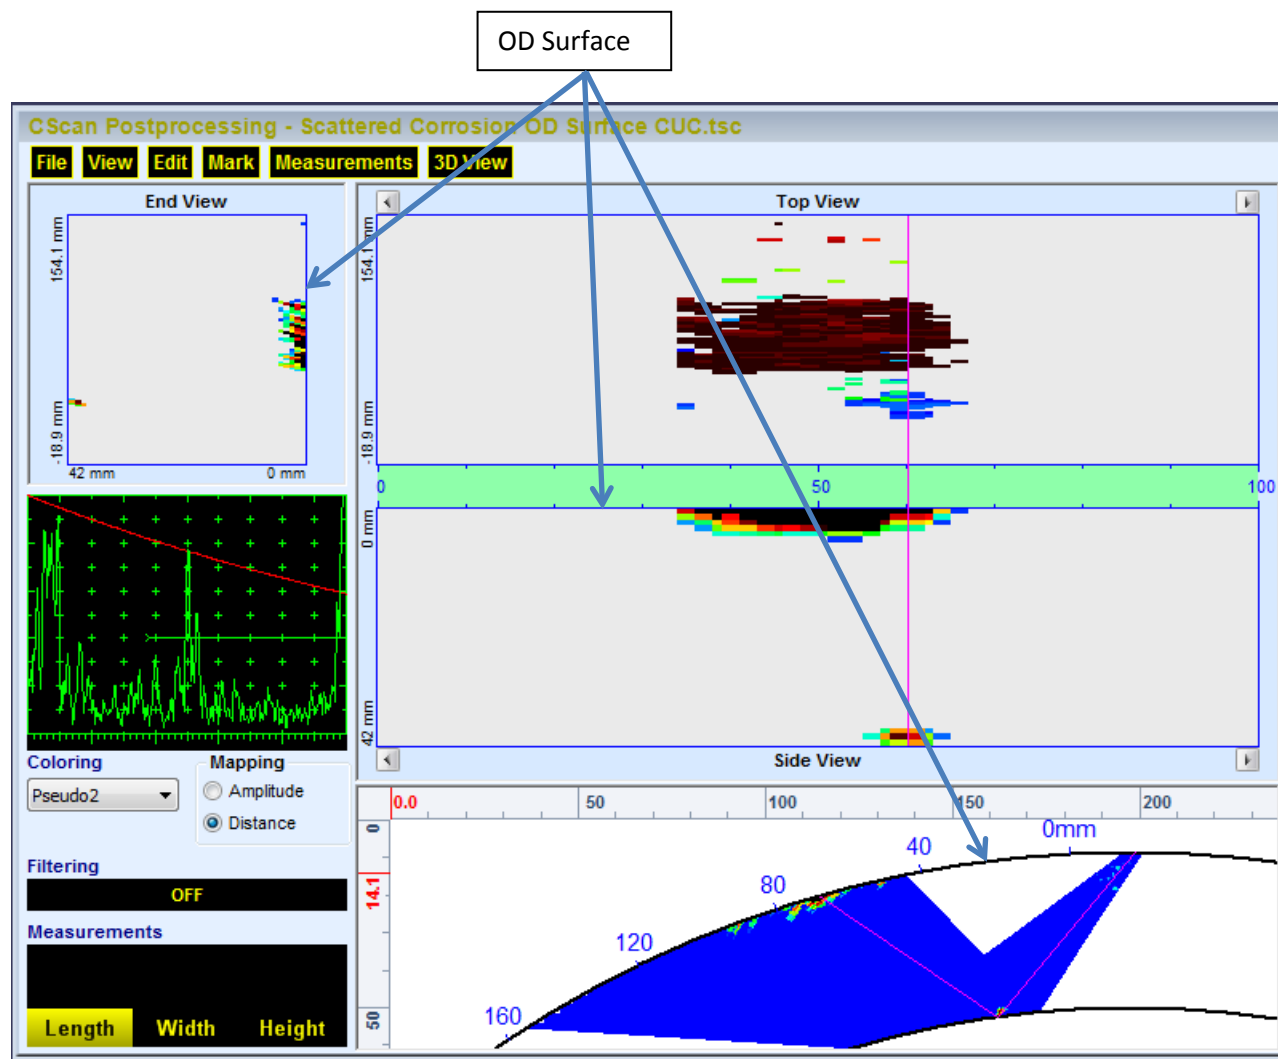 OD Surface
CScan Postprocessing - Scattered Corrosion OD Surface CUC.tsc
File View Edit Mark Measurements 3D View
End View
154.1 mm
-18.9 mm
42 mm 0 mm
Top View
154.1 mm
-18.9 mm
0 50 100
0 mm
42 mm
Side View
Coloring
Pseudo2
Mapping
Amplitude
Distance
Filtering
OFF
Measurements
Length Width Height
0.0 50 100 150 200
0
14.1
50
0mm
40
80
120
160